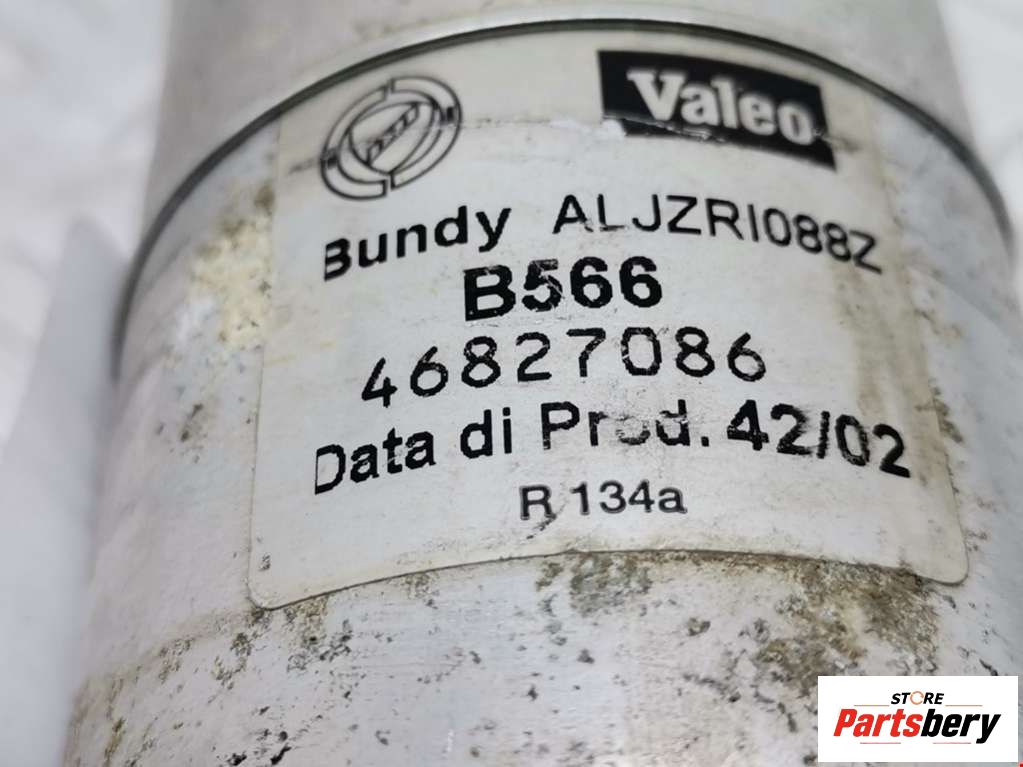 Valeo
Bundy ALJZRI088Z
B566
46827086
Data di Prod. 42/02
R 134a
STORE
Partsbery